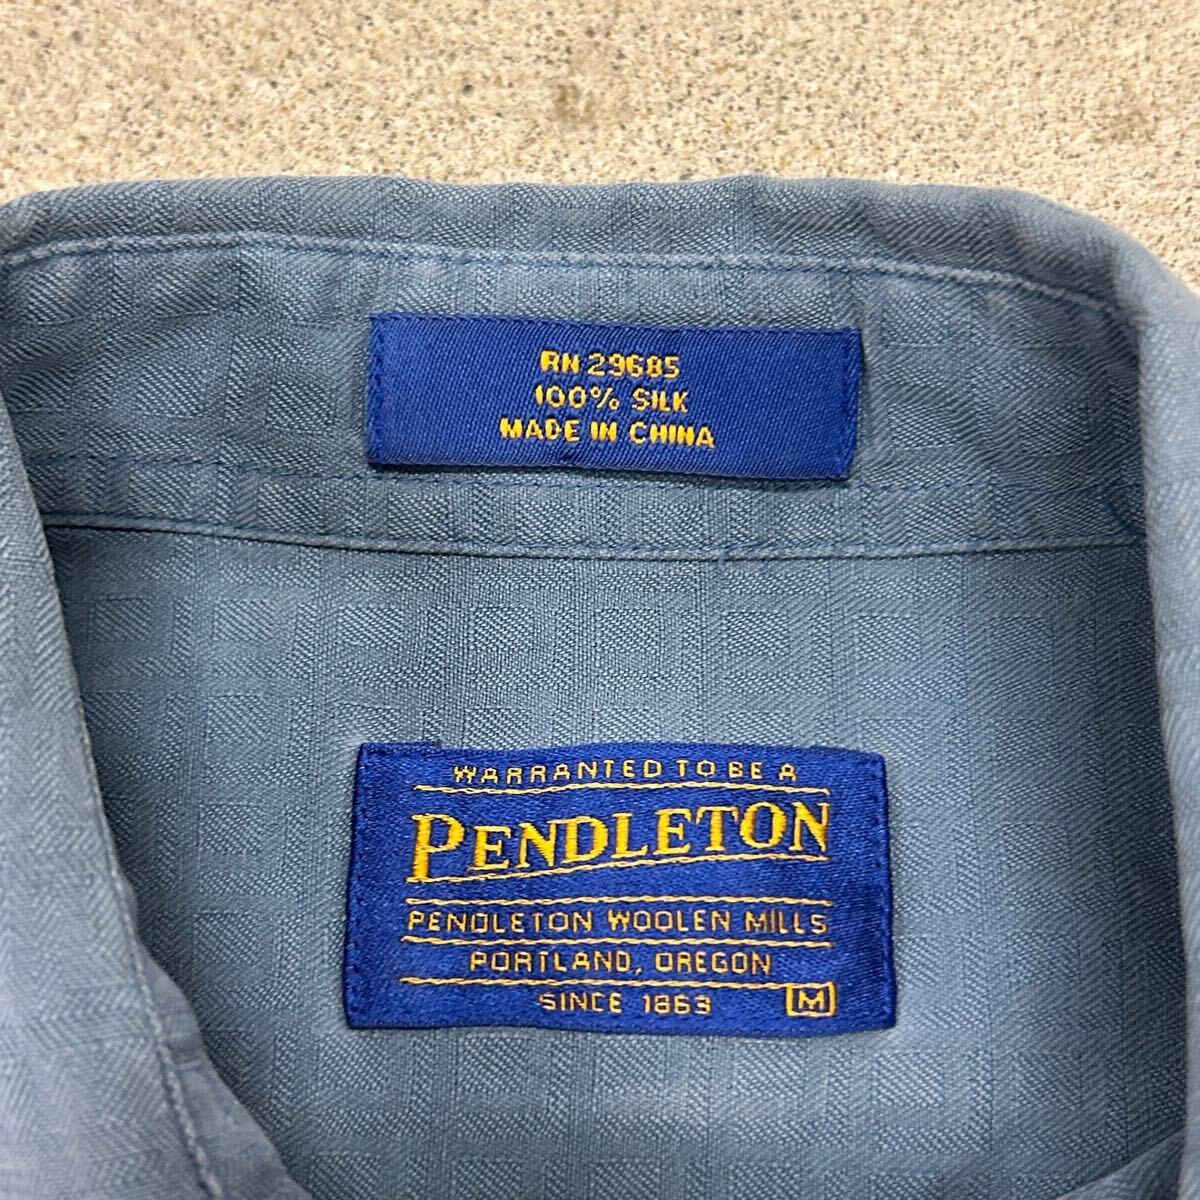 RN 29685
100% SILK
MADE IN CHINA
WARRANTED TO BE A
PENDLETON
PENDLETON WOOLEN MILLS
PORTLAND, OREGON
SINCE 1863 M